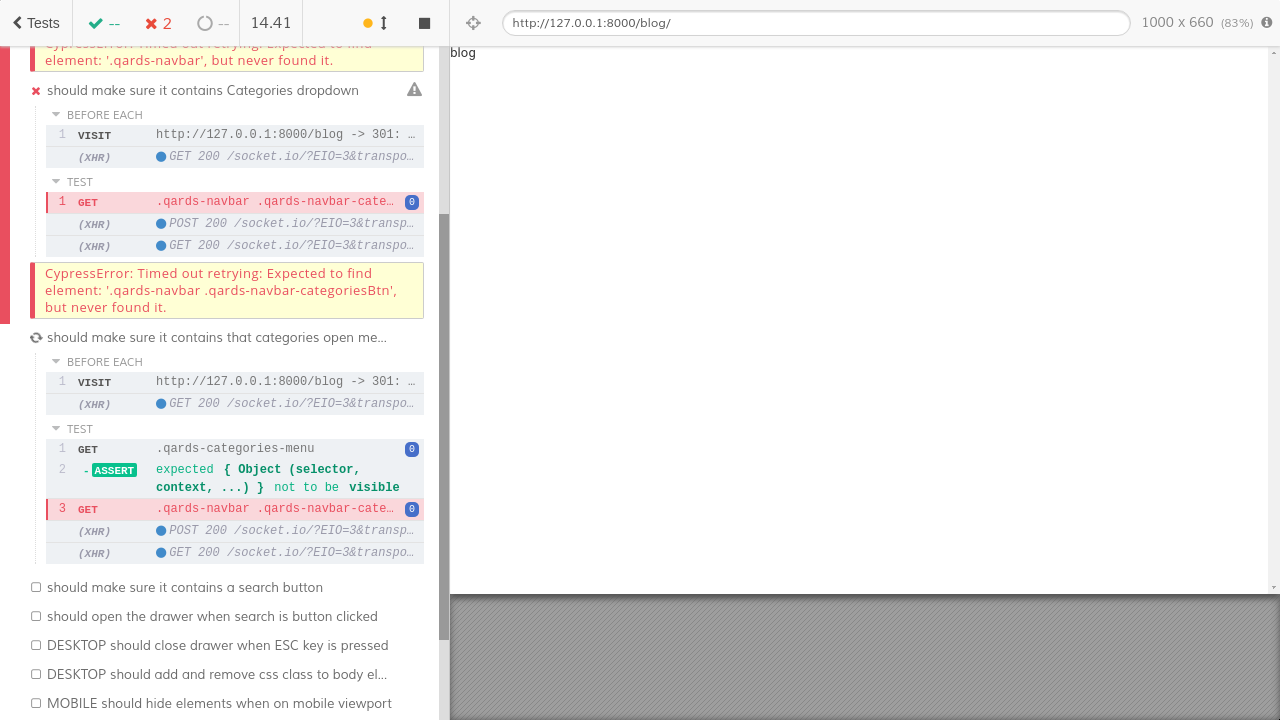 Tests -- 2 -- 14.41 http://127.0.0.1:8000/blog/ 1000 x 660 (83%)
CypressError: Timed out retrying: Expected to find
element: '.qards-navbar', but never found it.
should make sure it contains Categories dropdown
BEFORE EACH
1 VISIT http://127.0.0.1:8000/blog -> 301: …
(XHR) GET 200 /socket.io/?EIO=3&transpo…
TEST
1 GET .qards-navbar .qards-navbar-cate… 0
(XHR) POST 200 /socket.io/?EIO=3&transp…
(XHR) GET 200 /socket.io/?EIO=3&transpo…
CypressError: Timed out retrying: Expected to find
element: '.qards-navbar .qards-navbar-categoriesBtn',
but never found it.
should make sure it contains that categories open me...
BEFORE EACH
1 VISIT http://127.0.0.1:8000/blog -> 301: …
(XHR) GET 200 /socket.io/?EIO=3&transpo…
TEST
1 GET .qards-categories-menu 0
2 - ASSERT expected { Object (selector,
context, ...) } not to be visible
3 GET .qards-navbar .qards-navbar-cate… 0
(XHR) POST 200 /socket.io/?EIO=3&transp…
(XHR) GET 200 /socket.io/?EIO=3&transpo…
should make sure it contains a search button
should open the drawer when search is button clicked
DESKTOP should close drawer when ESC key is pressed
DESKTOP should add and remove css class to body el...
MOBILE should hide elements when on mobile viewport
blog